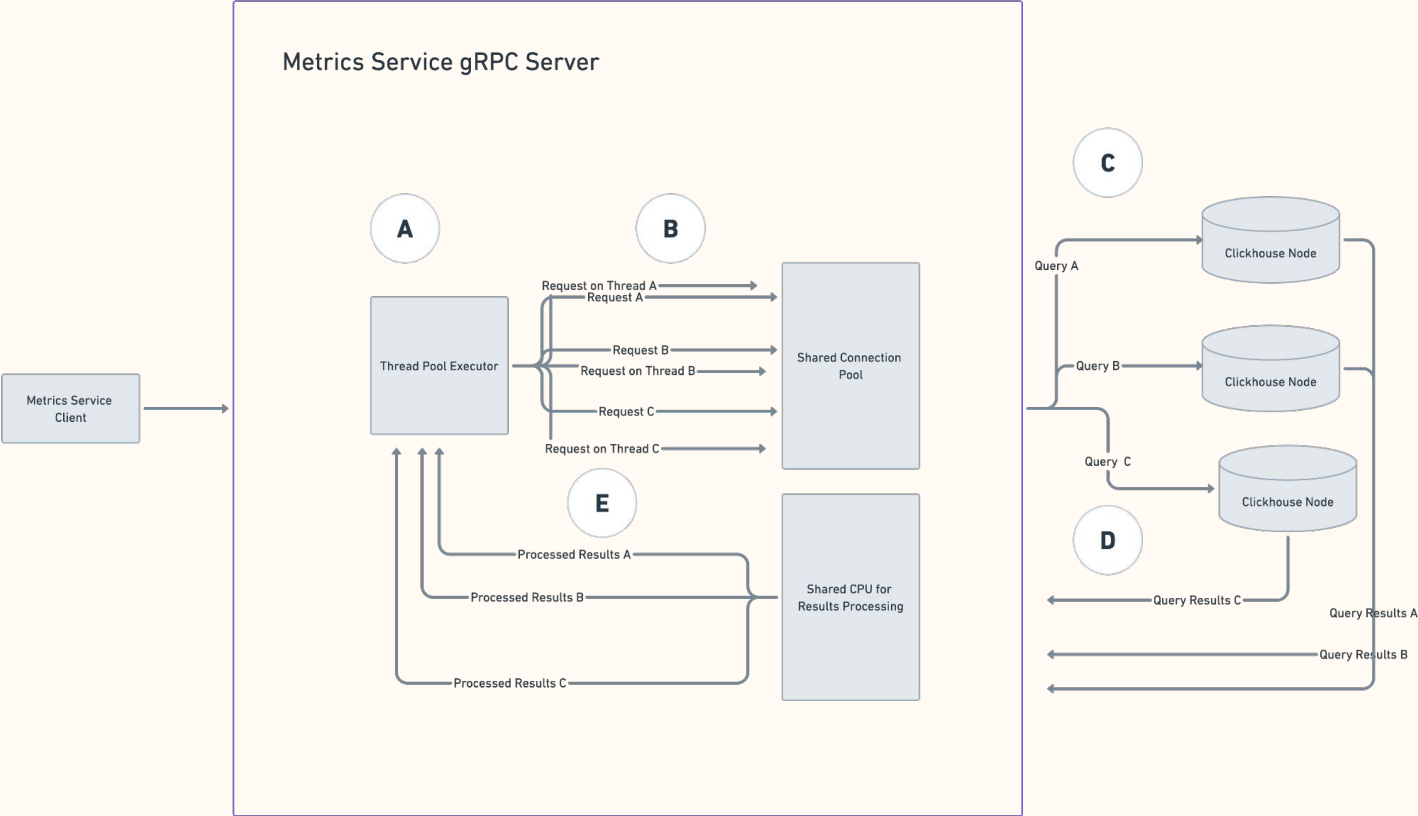 Metrics Service gRPC Server
Metrics Service
Client
A
Thread Pool Executor
B
Request on Thread A
Request A
Request B
Request on Thread B
Request C
Request on Thread C
Shared Connection
Pool
E
Processed Results A
Processed Results B
Processed Results C
Shared CPU for
Results Processing
C
Query A
Query B
Query C
Clickhouse Node
Clickhouse Node
Clickhouse Node
D
Query Results C
Query Results A
Query Results B